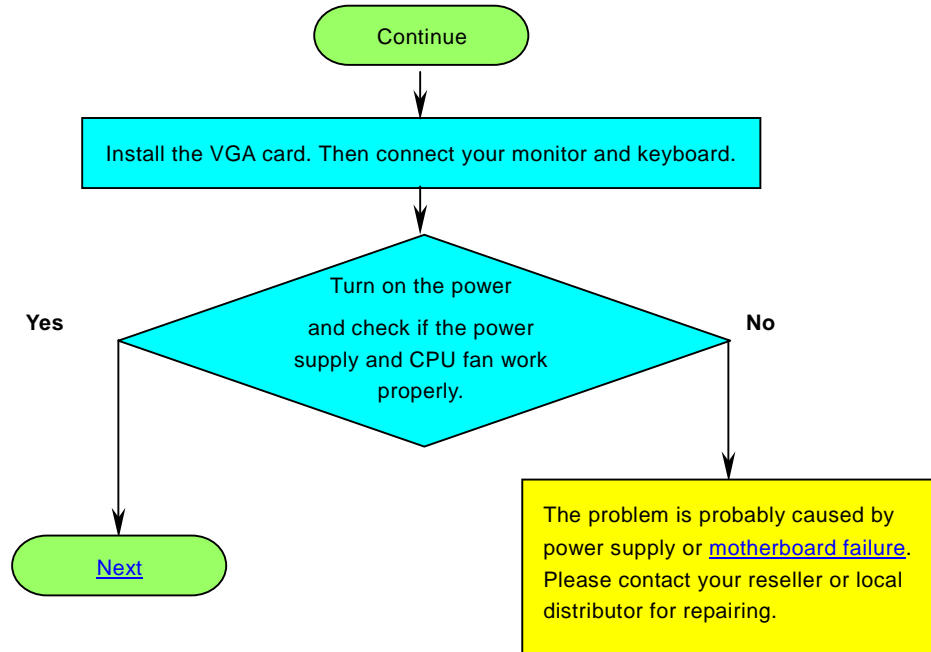 Continue
Install the VGA card. Then connect your monitor and keyboard.
Turn on the power
and check if the power
supply and CPU fan work
properly.
Yes
No
The problem is probably caused by
power supply or motherboard failure.
Please contact your reseller or local
distributor for repairing.
Next